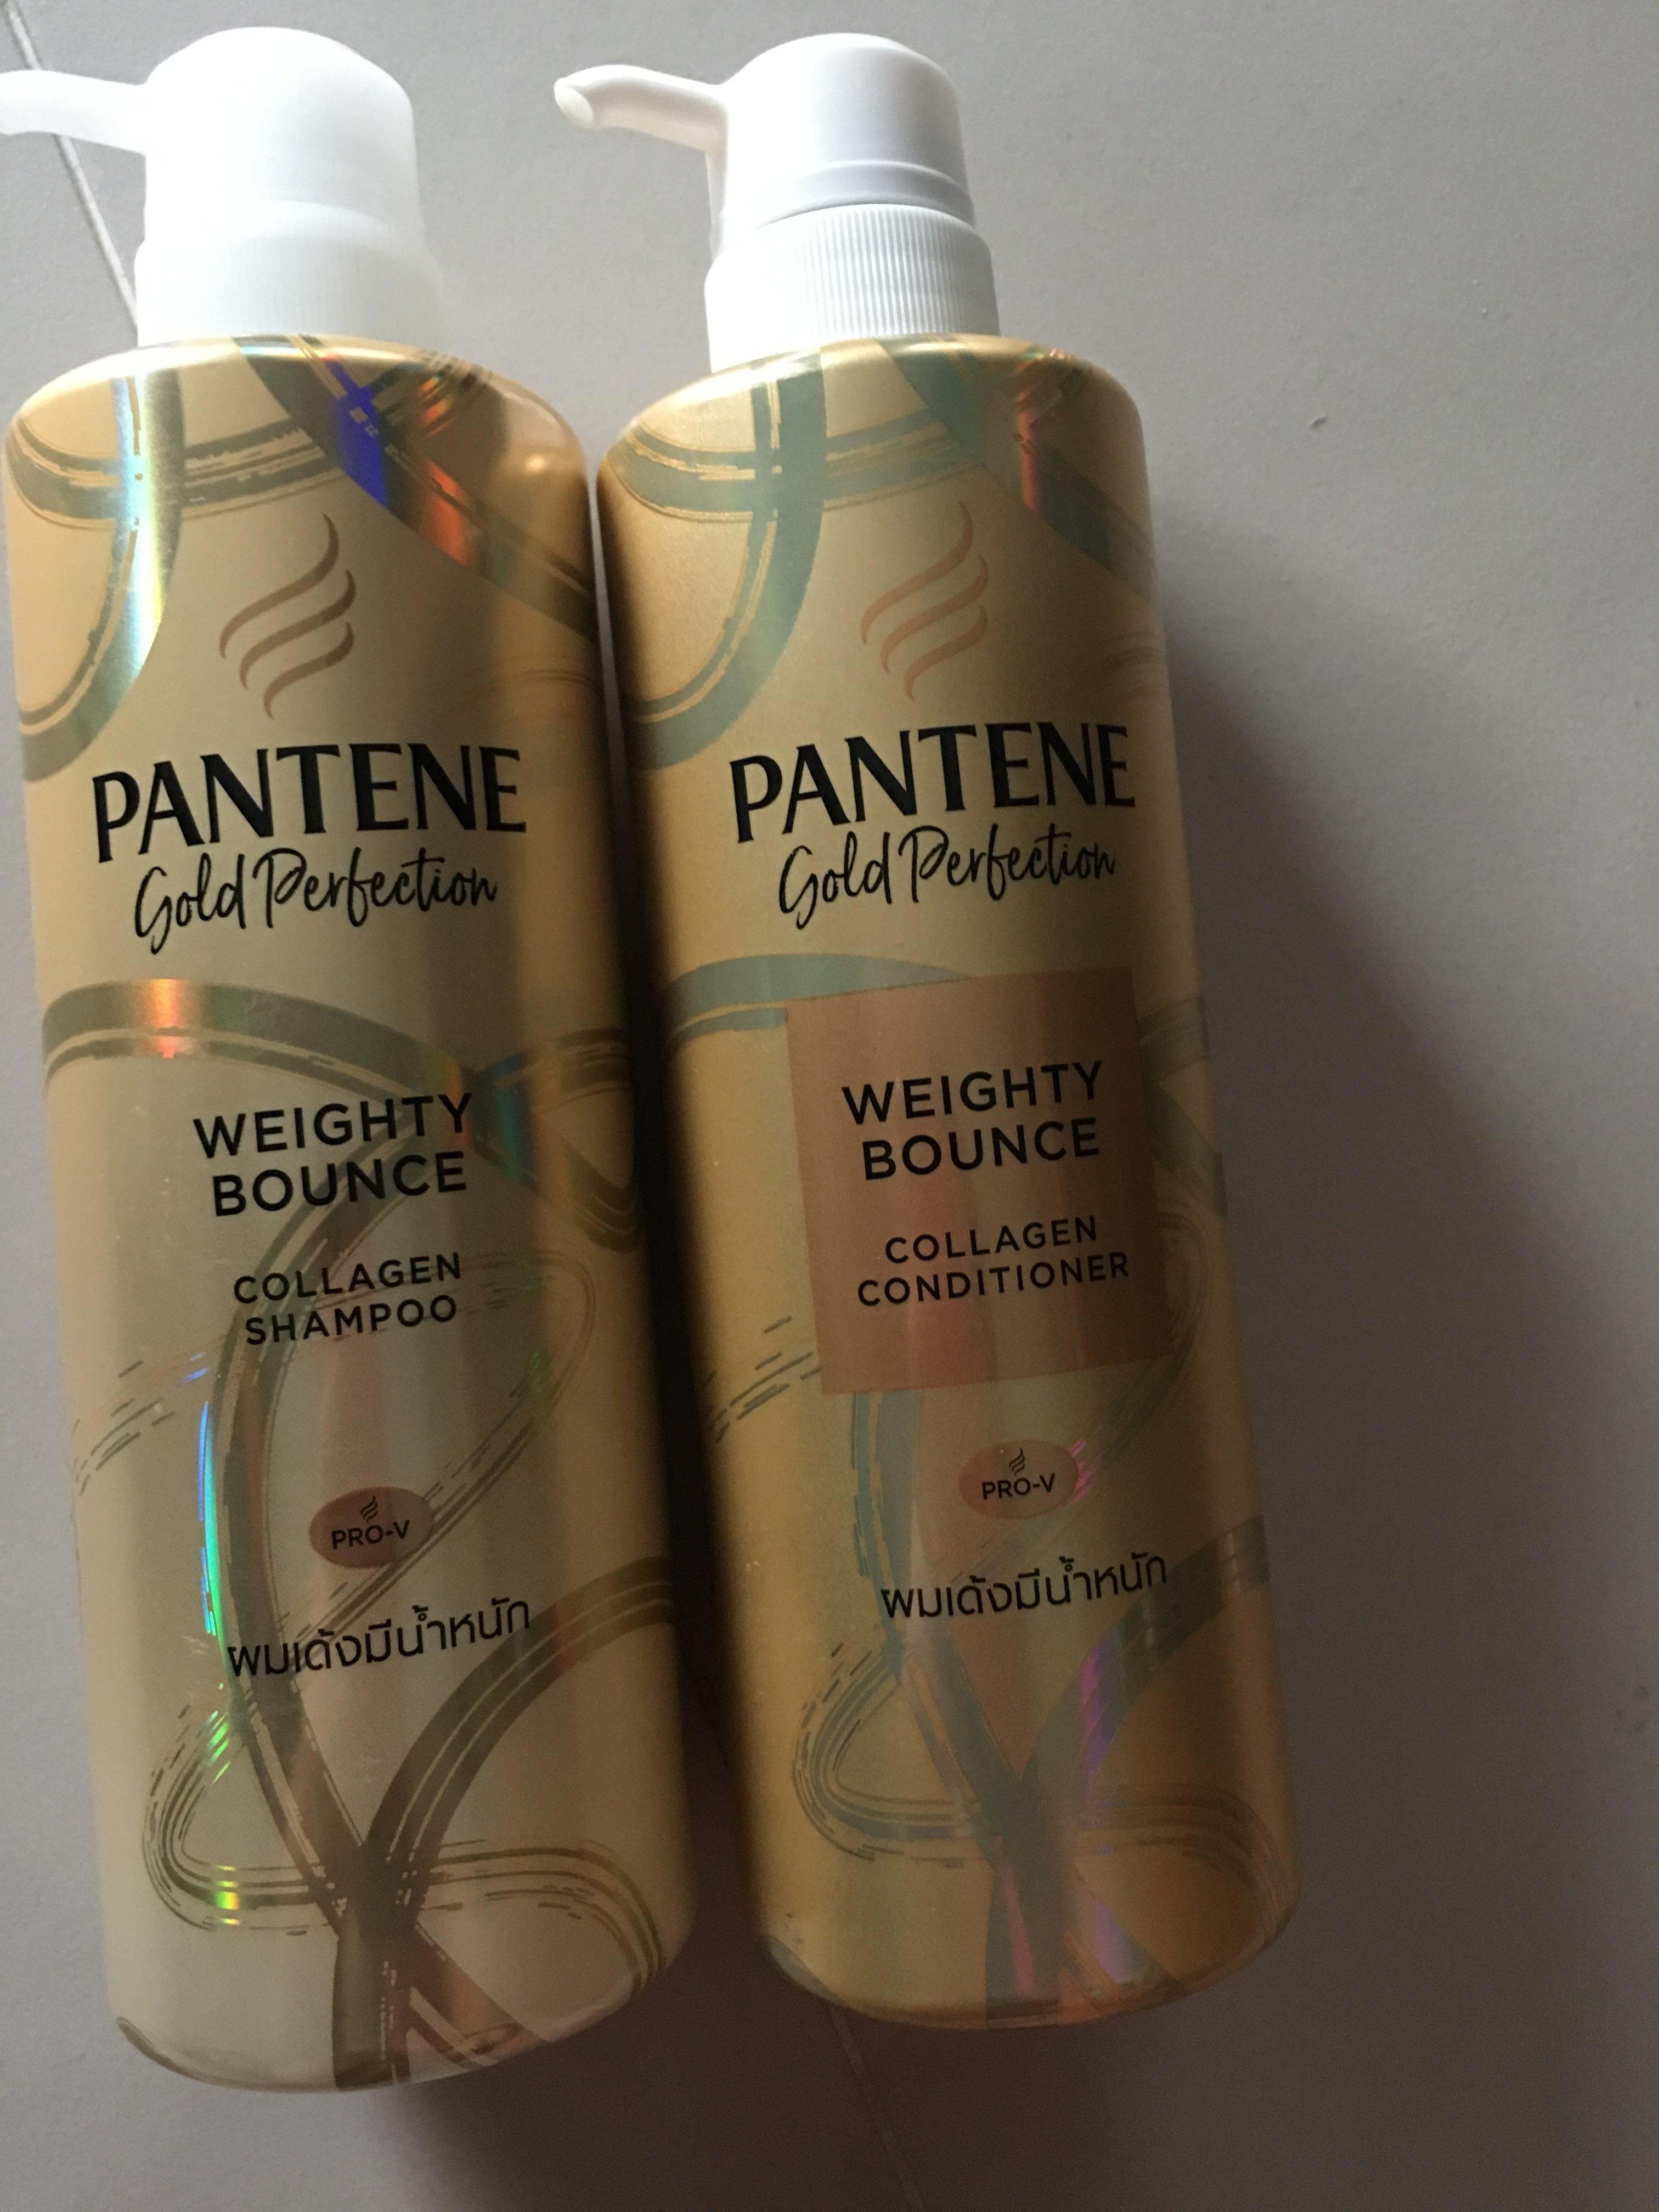 PANTENE
Gold Perfection
WEIGHTY
BOUNCE
COLLAGEN
SHAMPOO
PRO-V
ผมเด้งมีน้ำหนัก
PANTENE
Gold Perfection
WEIGHTY
BOUNCE
COLLAGEN
CONDITIONER
PRO-V
ผมเด้งมีน้ำหนัก